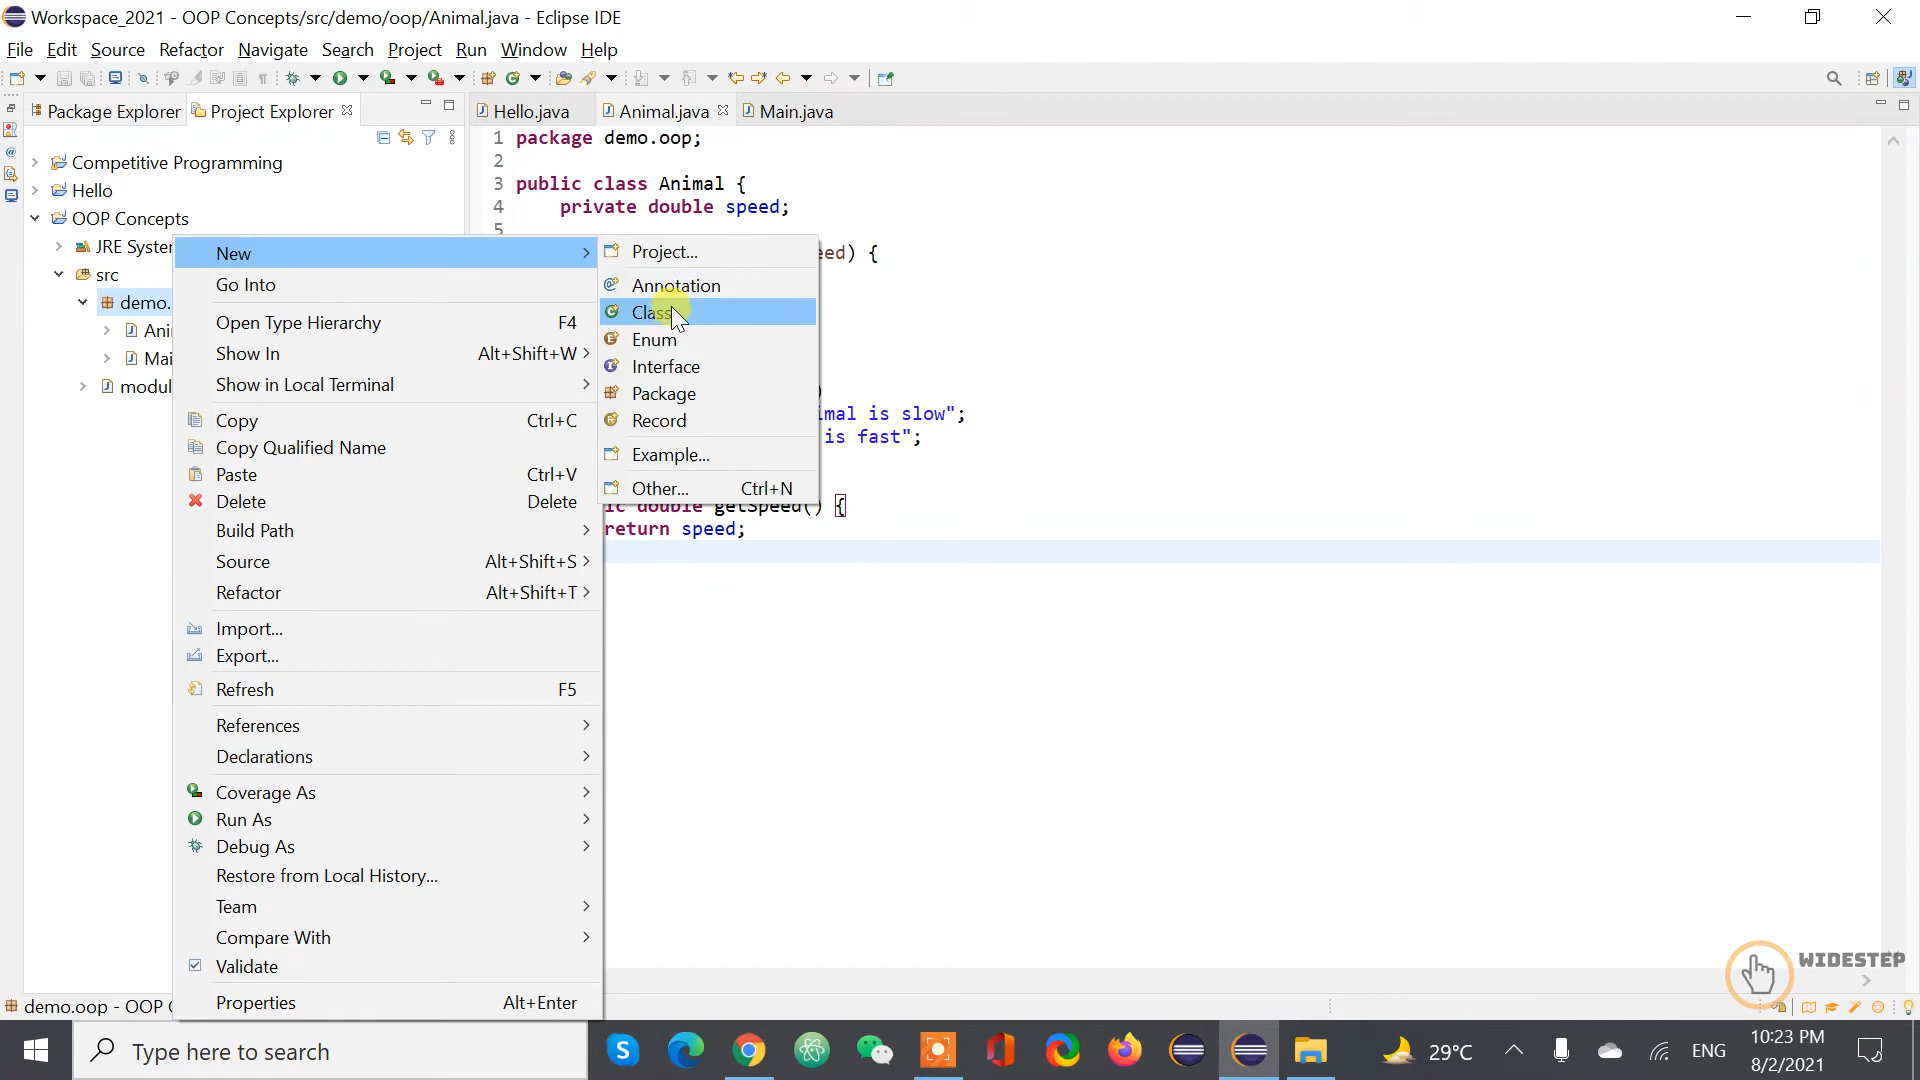 Workspace_2021 - OOP Concepts/src/demo/oop/Animal.java - Eclipse IDE
File Edit Source Refactor Navigate Search Project Run Window Help
Package Explorer Project Explorer Hello.java Animal.java Main.java
1 package demo.oop;
2
3 public class Animal {
4 private double speed;
5
Competitive Programming
Hello
OOP Concepts
JRE System
src
demo.
Ani
Mai
modul
New
Go Into
Open Type Hierarchy F4
Show In Alt+Shift+W
Show in Local Terminal
Copy Ctrl+C
Copy Qualified Name
Paste Ctrl+V
Delete Delete
Build Path
Source Alt+Shift+S
Refactor Alt+Shift+T
Import...
Export...
Refresh F5
References
Declarations
Coverage As
Run As
Debug As
Restore from Local History...
Team
Compare With
Validate
Properties Alt+Enter
Project...
Annotation
Class
Enum
Interface
Package
Record
Example...
Other... Ctrl+N
eed) {
)
imal is slow";
is fast";
ic double getSpeed() {
return speed;
WIDESTEP
demo.oop - OOP
Type here to search
29°C
ENG
10:23 PM
8/2/2021